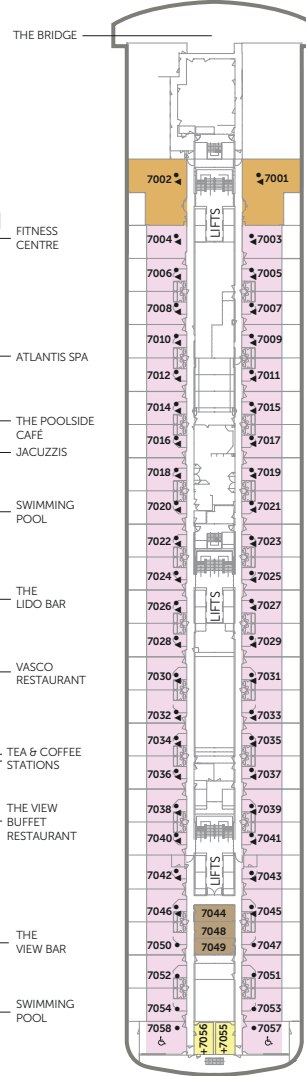 THE BRIDGE
7002 7001
LIFTS
FITNESS
CENTRE
7004 7003
7006 7005
7008 7007
7010 7009
ATLANTIS SPA
7012 7011
7014 7015
THE POOLSIDE
CAFÉ
7016 7017
JACUZZIS
7018 7019
SWIMMING
POOL
7020 7021
7022 7023
7024 7025
THE
LIDO BAR
LIFTS
7026 7027
7028 7029
VASCO
RESTAURANT
7030 7031
7032 7033
7034 7035
TEA & COFFEE
STATIONS
7036 7037
THE VIEW
BUFFET
RESTAURANT
7038 7039
7040 7041
LIFTS
7042 7043
7046 7044 7045
7048
THE
VIEW BAR
7050 7049 7047
7052 7051
SWIMMING
POOL
7054 7053
7058 +7056 +7055 7057